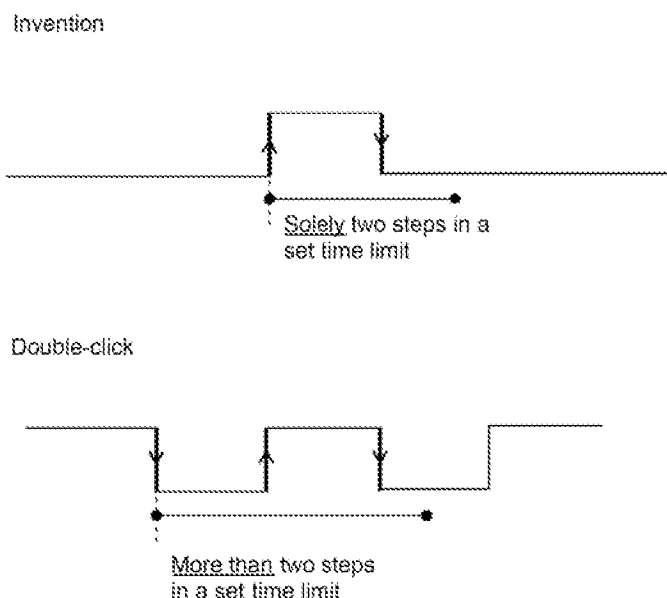 Invention
Solely two steps in a
set time limit
Double-click
More than two steps
in a set time limit